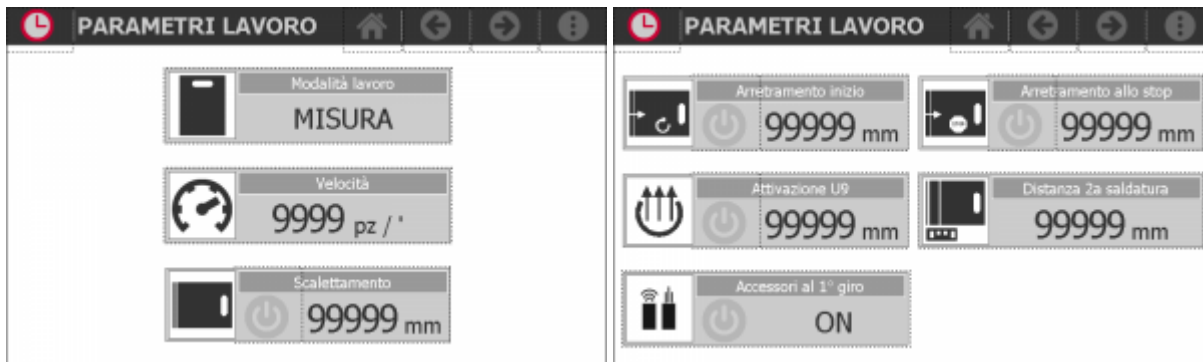 PARAMETRI LAVORO
Modalità lavoro
MISURA
Velocità
9999 pz / '
Scalettamento
99999 mm
PARAMETRI LAVORO
Arretramento inizio
99999 mm
Arretramento allo stop
99999 mm
Attivazione U9
99999 mm
Distanza 2a saldatura
99999 mm
Accessori al 1° giro
ON